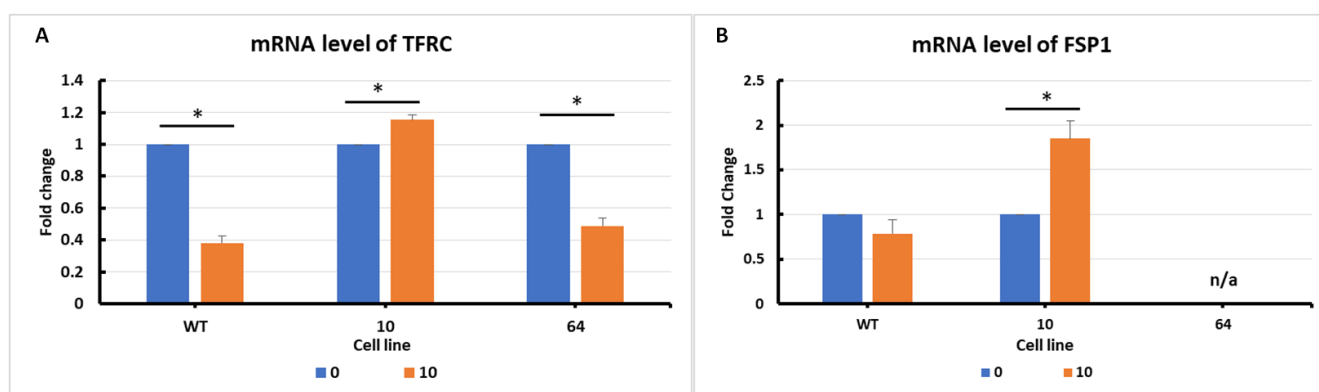 A
mRNA level of TFRC
Fold change
1.4
1.2
1
0.8
0.6
0.4
0.2
0
*
*
*
WT 10 64
Cell line
0 10
B
mRNA level of FSP1
Fold Change
2.5
2
1.5
1
0.5
0
*
n/a
WT 10 64
Cell line
0 10